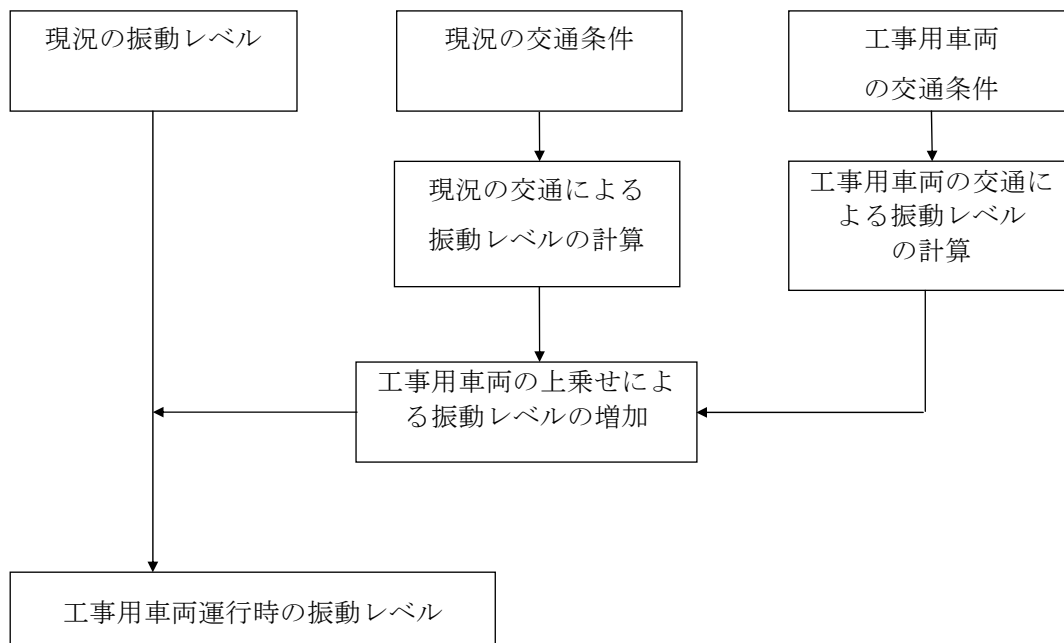 現況の振動レベル
現況の交通条件
工事用車両
の交通条件
現況の交通による
振動レベルの計算
工事用車両の交通に
よる振動レベル
の計算
工事用車両の上乗せによ
る振動レベルの増加
工事用車両運行時の振動レベル